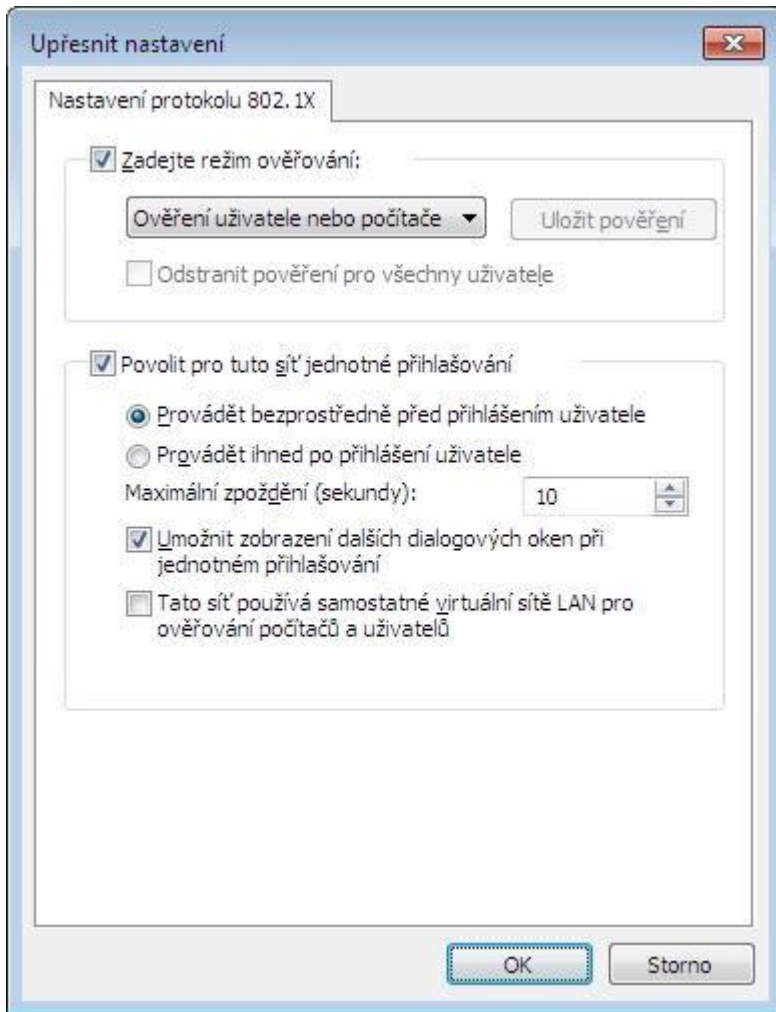 Upřesnit nastavení
Nastavení protokolu 802.1X
Zadejte režim ověřování:
Ověření uživatele nebo počítače
Uložit pověření
Odstranit pověření pro všechny uživatele
Povolit pro tuto síť jednotné přihlašování
Provádět bezprostředně před přihlášením uživatele
Provádět ihned po přihlášení uživatele
Maximální zpoždění (sekundy): 10
Umožnit zobrazení dalších dialogových oken při
jednotném přihlašování
Tato síť používá samostatné virtuální sítě LAN pro
ověřování počítačů a uživatelů
OK
Storno